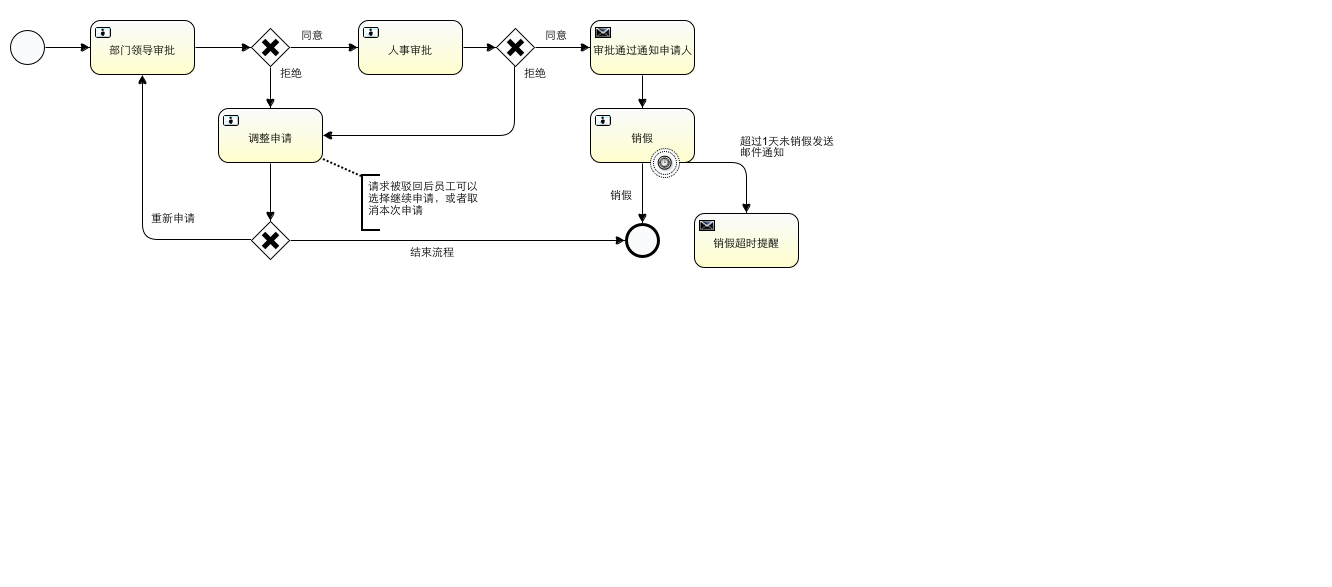 部门领导审批
同意
人事审批
同意
审批通过通知申请人
拒绝
拒绝
调整申请
销假
超过1天未销假发送
邮件通知
请求被驳回后员工可以
选择继续申请，或者取
消本次申请
销假
重新申请
结束流程
销假超时提醒